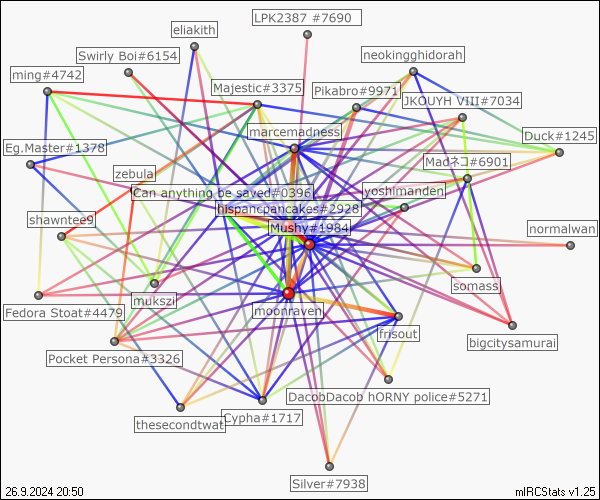 LPK2387 #7690
eliakith
Swirly Boi#6154
neokingghidorah
ming#4742
Majestic#3375
Pikabro#9971
JKOUYH VIII#7034
marcemadness
Duck#1245
Eg.Master#1378
Madネコ#6901
zebula
Can anything be saved#0396
yoshimanden
hispancpancakes#2928
shawntee9
Mushy#1984
normalwan
somass
mukszi
Fedora Stoat#4479
moonraven
frisout
bigcitysamurai
Pocket Persona#3326
DacobDacob hORNY police#5271
thesecondtwat
Cypha#1717
Silver#7938
26.9.2024 20:50
mIRCStats v1.25